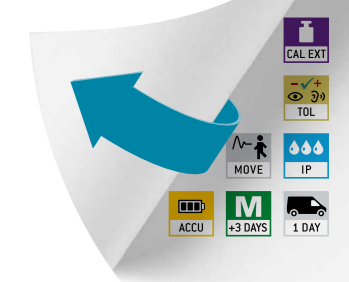 CAL EXT
TOL
MOVE
IP
ACCU
M
+3 DAYS
1 DAY